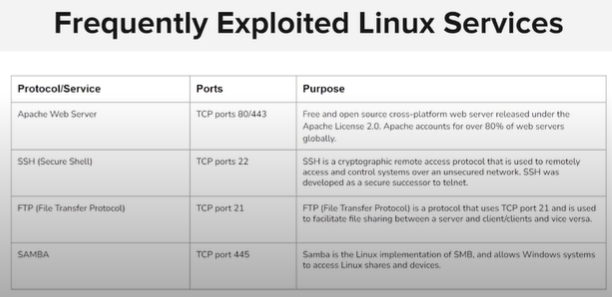 Frequently Exploited Linux Services
Protocol/Service Ports Purpose
Apache Web Server TCP ports 80/443 Free and open source cross-platform web server released under the
Apache License 2.0. Apache accounts for over 80% of web servers
globally.
SSH (Secure Shell) TCP ports 22 SSH is a cryptographic remote access protocol that is used to remotely
access and control systems over an unsecured network. SSH was
developed as a secure successor to telnet.
FTP (File Transfer Protocol) TCP port 21 FTP (File Transfer Protocol) is a protocol that uses TCP port 21 and is used
to facilitate file sharing between a server and client/clients and vice versa.
SAMBA TCP port 445 Samba is the Linux implementation of SMB, and allows Windows systems
to access Linux shares and devices.